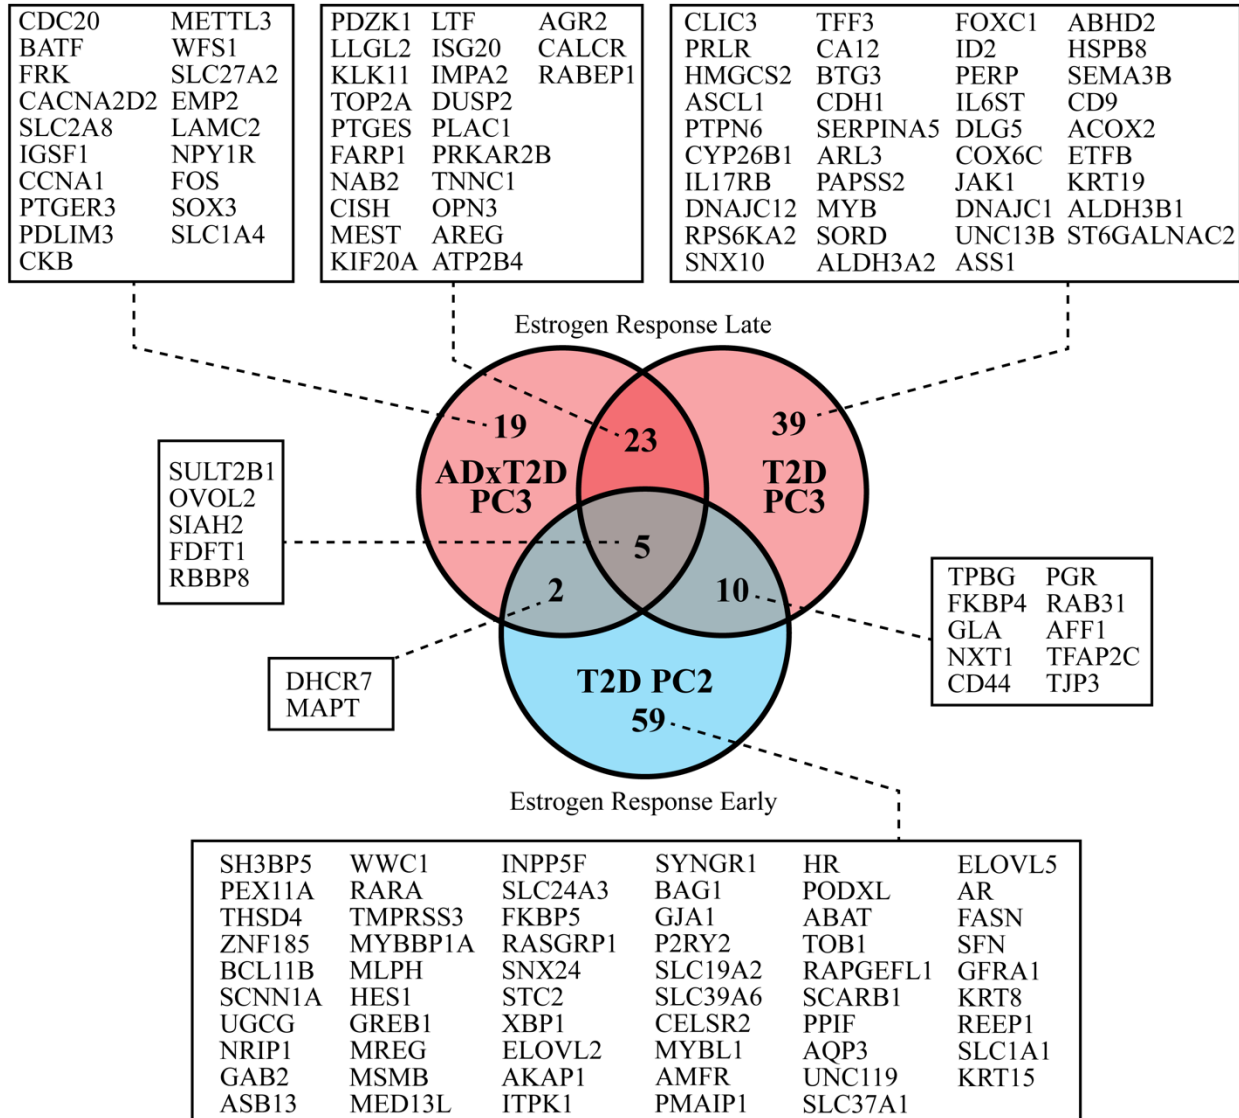 CDC20 METTL3
BATF WFS1
FRK SLC27A2
CACNA2D2 EMP2
SLC2A8 LAMC2
IGSF1 NPY1R
CCNA1 FOS
PTGER3 SOX3
PDLIM3 SLC1A4
CKB
PDZK1 LTF AGR2
LLGL2 ISG20 CALCR
KLK11 IMPA2 RABEP1
TOP2A DUSP2
PTGES PLAC1
FARP1 PRKAR2B
NAB2 TNNC1
CISH OPN3
MEST AREG
KIF20A ATP2B4
CLIC3 TFF3 FOXC1 ABHD2
PRLR CA12 ID2 HSPB8
HMGCS2 BTG3 PERP SEMA3B
ASCL1 CDH1 IL6ST CD9
PTPN6 SERPINA5 DLG5 ACOX2
CYP26B1 ARL3 COX6C ETFB
IL17RB PAPSS2 JAK1 KRT19
DNAJC12 MYB DNAJC1 ALDH3B1
RPS6KA2 SORD UNC13B ST6GALNAC2
SNX10 ALDH3A2 ASS1
Estrogen Response Late
19
23
39
ADxT2D
PC3
T2D
PC3
SULT2B1
OVOL2
SIAH2
FDFT1
RBBP8
5
2
10
TPBG PGR
FKBP4 RAB31
GLA AFF1
NXT1 TFAP2C
CD44 TJP3
DHCR7
MAPT
T2D PC2
59
Estrogen Response Early
SH3BP5 WWC1 INPP5F SYNGR1 HR ELOVL5
PEX11A RARA SLC24A3 BAG1 PODXL AR
THSD4 TMPRSS3 FKBP5 GJA1 ABAT FASN
ZNF185 MYBBP1A RASGRP1 P2RY2 TOB1 SFN
BCL11B MLPH SNX24 SLC19A2 RAPGEFL1 GFRA1
SCNN1A HES1 STC2 SLC39A6 SCARB1 KRT8
UGCG GREB1 XBP1 CELSR2 PPIF REEP1
NRIP1 MREG ELOVL2 MYBL1 AQP3 SLC1A1
GAB2 MSMB AKAP1 AMFR UNC119 KRT15
ASB13 MED13L ITPK1 PMAIP1 SLC37A1